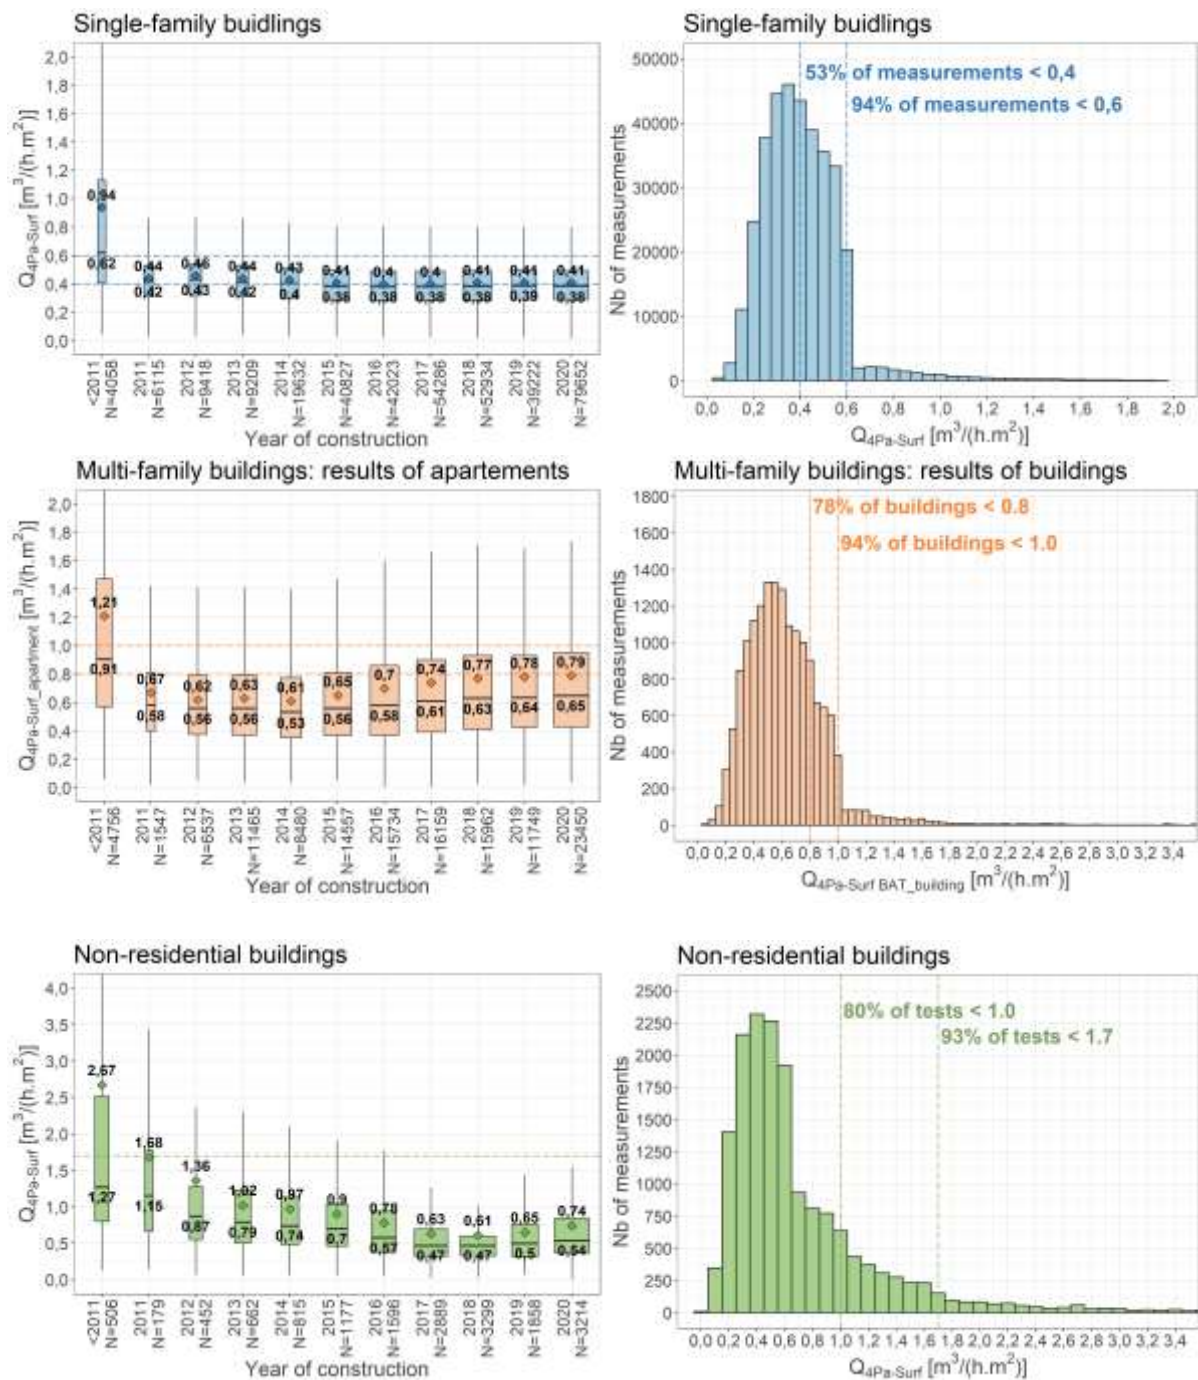 Single-family buidlings
Q4Pa-Surf [m³/(h.m²)]
2,0
1,8
1,6
1,4
1,2
1,0
0,8
0,6
0,4
0,2
0,0
0,94
0,62
0,44
0,42
0,46
0,43
0,44
0,42
0,43
0,4
0,41
0,38
0,4
0,38
0,4
0,38
0,41
0,38
0,41
0,39
0,41
0,38
<2011 N=4058
2011 N=6115
2012 N=9418
2013 N=9209
2014 N=19632
2015 N=40827
2016 N=42023
2017 N=54286
2018 N=52934
2019 N=39222
2020 N=79652
Year of construction
Single-family buidlings
53% of measurements < 0,4
94% of measurements < 0,6
Nb of measurements
50000
40000
30000
20000
10000
0
0,0 0,2 0,4 0,6 0,8 1,0 1,2 1,4 1,6 1,8 2,0
Q4Pa-Surf [m³/(h.m²)]
Multi-family buildings: results of apartements
Q4Pa-Surf_apartment [m³/(h.m²)]
2,0
1,8
1,6
1,4
1,2
1,0
0,8
0,6
0,4
0,2
0,0
1,21
0,91
0,67
0,58
0,62
0,56
0,63
0,56
0,61
0,53
0,65
0,56
0,7
0,58
0,74
0,61
0,77
0,63
0,78
0,64
0,79
0,65
<2011 N=4756
2011 N=1547
2012 N=6537
2013 N=11465
2014 N=8480
2015 N=14557
2016 N=15734
2017 N=16159
2018 N=15962
2019 N=11749
2020 N=23450
Year of construction
Multi-family buildings: results of buildings
78% of buildings < 0.8
94% of buildings < 1.0
Nb of measurements
1800
1600
1400
1200
1000
800
600
400
200
0
0,0 0,2 0,4 0,6 0,8 1,0 1,2 1,4 1,6 1,8 2,0 2,2 2,4 2,6 2,8 3,0 3,2 3,4
Q4Pa-Surf BAT_building [m³/(h.m²)]
Non-residential buildings
Q4Pa-Surf [m³/(h.m²)]
4,0
3,5
3,0
2,5
2,0
1,5
1,0
0,5
0,0
2,67
1,27
1,68
1,15
1,36
0,87
1,02
0,79
0,97
0,74
0,9
0,7
0,78
0,57
0,63
0,47
0,61
0,47
0,65
0,5
0,74
0,54
<2011 N=506
2011 N=179
2012 N=452
2013 N=662
2014 N=815
2015 N=1177
2016 N=1596
2017 N=2889
2018 N=3299
2019 N=1858
2020 N=3214
Year of construction
Non-residential buildings
80% of tests < 1.0
93% of tests < 1.7
Nb of measurements
2500
2250
2000
1750
1500
1250
1000
750
500
250
0
0,0 0,2 0,4 0,6 0,8 1,0 1,2 1,4 1,6 1,8 2,0 2,2 2,4 2,6 2,8 3,0 3,2 3,4
Q4Pa-Surf [m³/(h.m²)]